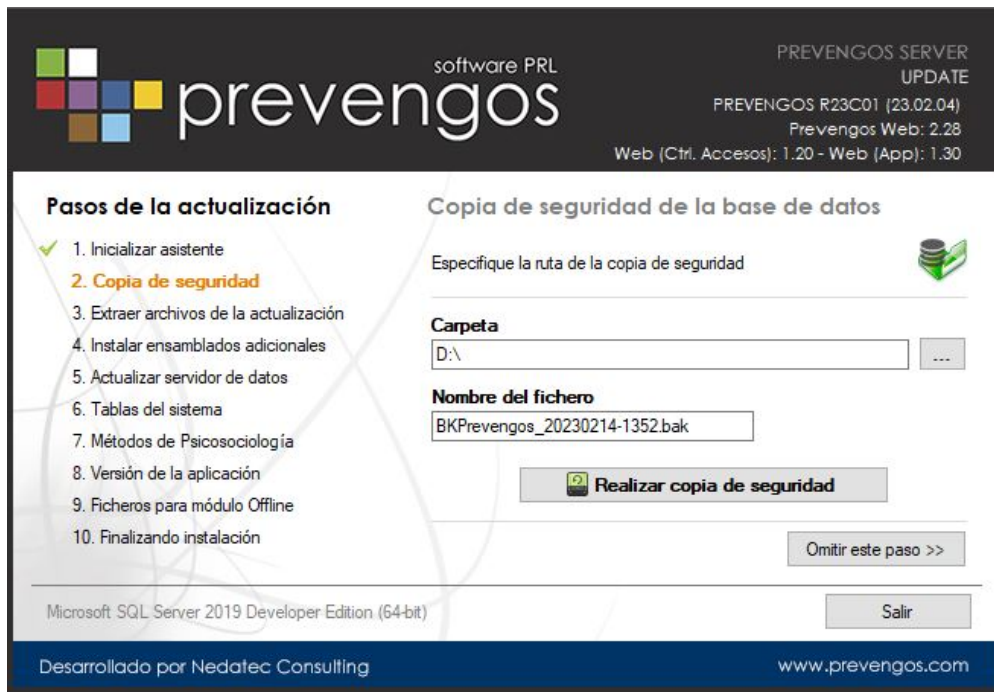 software PRL
prevengos
PREVENGOS SERVER
UPDATE
PREVENGOS R23C01 (23.02.04)
Prevengos Web: 2.28
Web (Ctrl. Accesos): 1.20 - Web (App): 1.30
Pasos de la actualización
1. Inicializar asistente
2. Copia de seguridad
3. Extraer archivos de la actualización
4. Instalar ensamblados adicionales
5. Actualizar servidor de datos
6. Tablas del sistema
7. Métodos de Psicosociología
8. Versión de la aplicación
9. Ficheros para módulo Offline
10. Finalizando instalación
Copia de seguridad de la base de datos
Especifique la ruta de la copia de seguridad
Carpeta
D:\
...
Nombre del fichero
BKPrevengos_20230214-1352.bak
Realizar copia de seguridad
Omitir este paso >>
Microsoft SQL Server 2019 Developer Edition (64-bit)
Salir
Desarrollado por Nedatec Consulting
www.prevengos.com